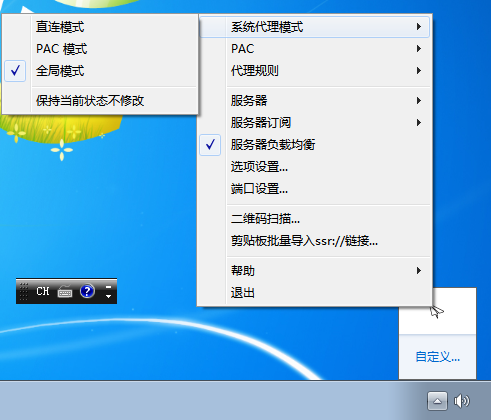 直连模式
PAC 模式
全局模式
保持当前状态不修改
系统代理模式
PAC
代理规则
服务器
服务器订阅
服务器负载均衡
选项设置...
端口设置...
二维码扫描...
剪贴板批量导入ssr://链接...
帮助
退出
CH
?
自定义...